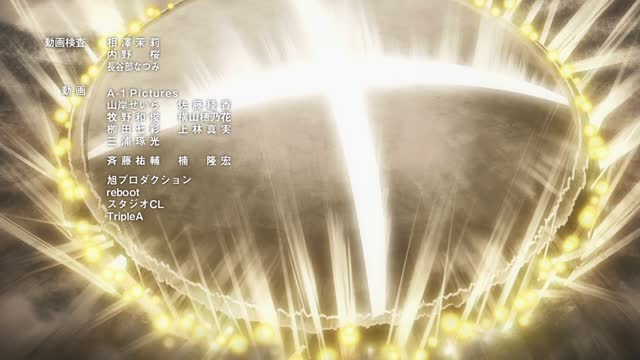 動画検査 相澤茉莉
内野 桜
長谷部なつみ
動画 A-1 Pictures
山岸せいら 佐藤綾香
牧野和俊 横山穂乃花
柳田七彩 上林真実
三浦琢光
斉藤祐輔 楠 隆宏
旭プロダクション
reboot
スタジオCL
TripleA